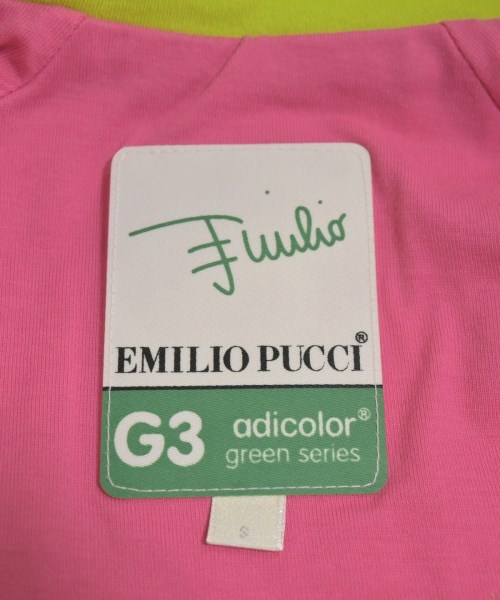 Emilio
EMILIO PUCCI®
G3 adicolor®
green series
S